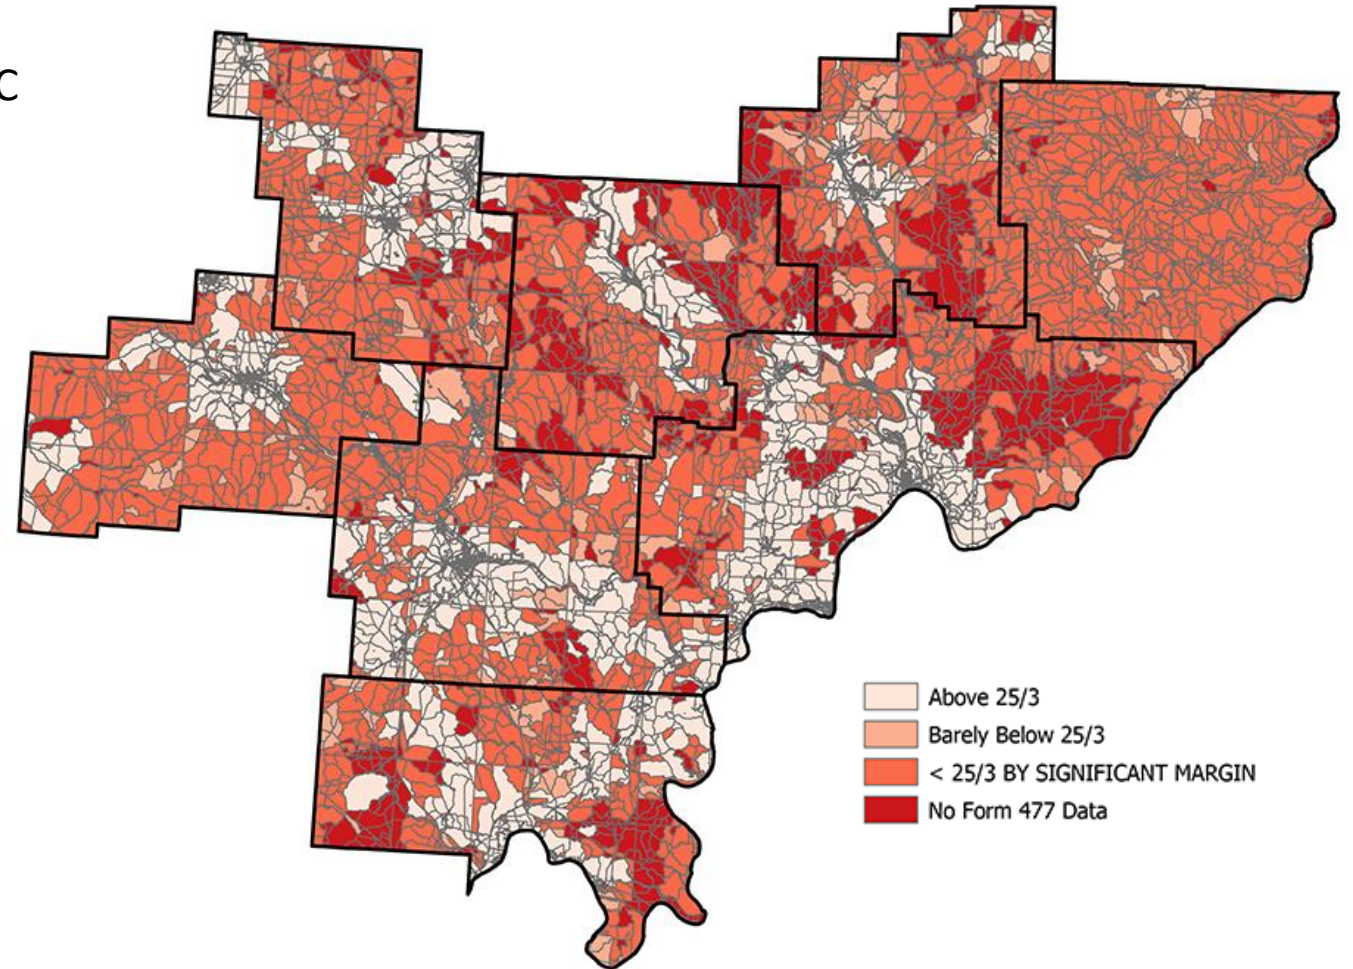 C
Above 25/3
Barely Below 25/3
< 25/3 BY SIGNIFICANT MARGIN
No Form 477 Data